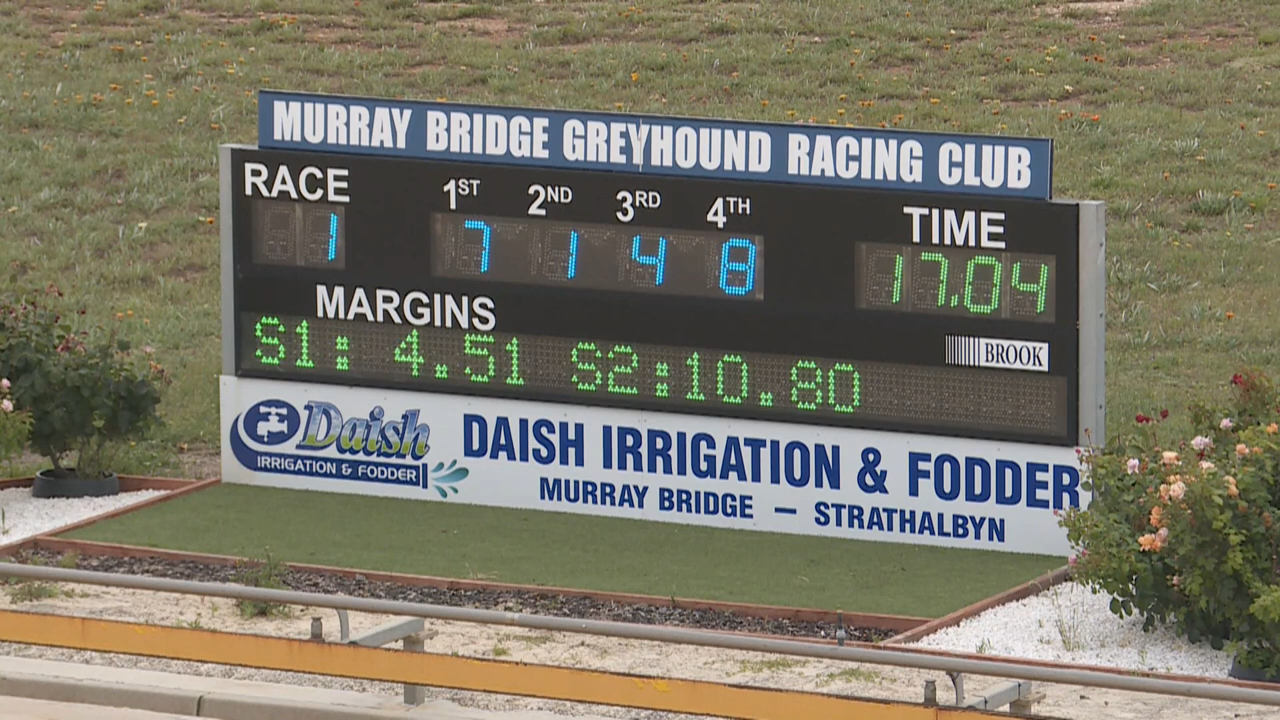 MURRAY BRIDGE GREYHOUND RACING CLUB
RACE 1ST 2ND 3RD 4TH TIME
1 7 1 4 8 17.04
MARGINS
BROOK
S1: 4.51 S2:10.80
Daish
IRRIGATION & FODDER
DAISH IRRIGATION & FODDER
MURRAY BRIDGE — STRATHALBYN